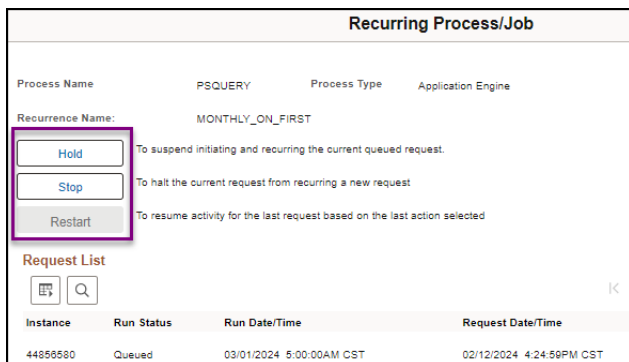 Recurring Process/Job
Process Name PSQUERY Process Type Application Engine
Recurrence Name: MONTHLY_ON_FIRST
Hold To suspend initiating and recurring the current queued request.
Stop To halt the current request from recurring a new request
Restart To resume activity for the last request based on the last action selected
Request List
Instance Run Status Run Date/Time Request Date/Time
44856580 Queued 03/01/2024 5:00:00AM CST 02/12/2024 4:24:59PM CST